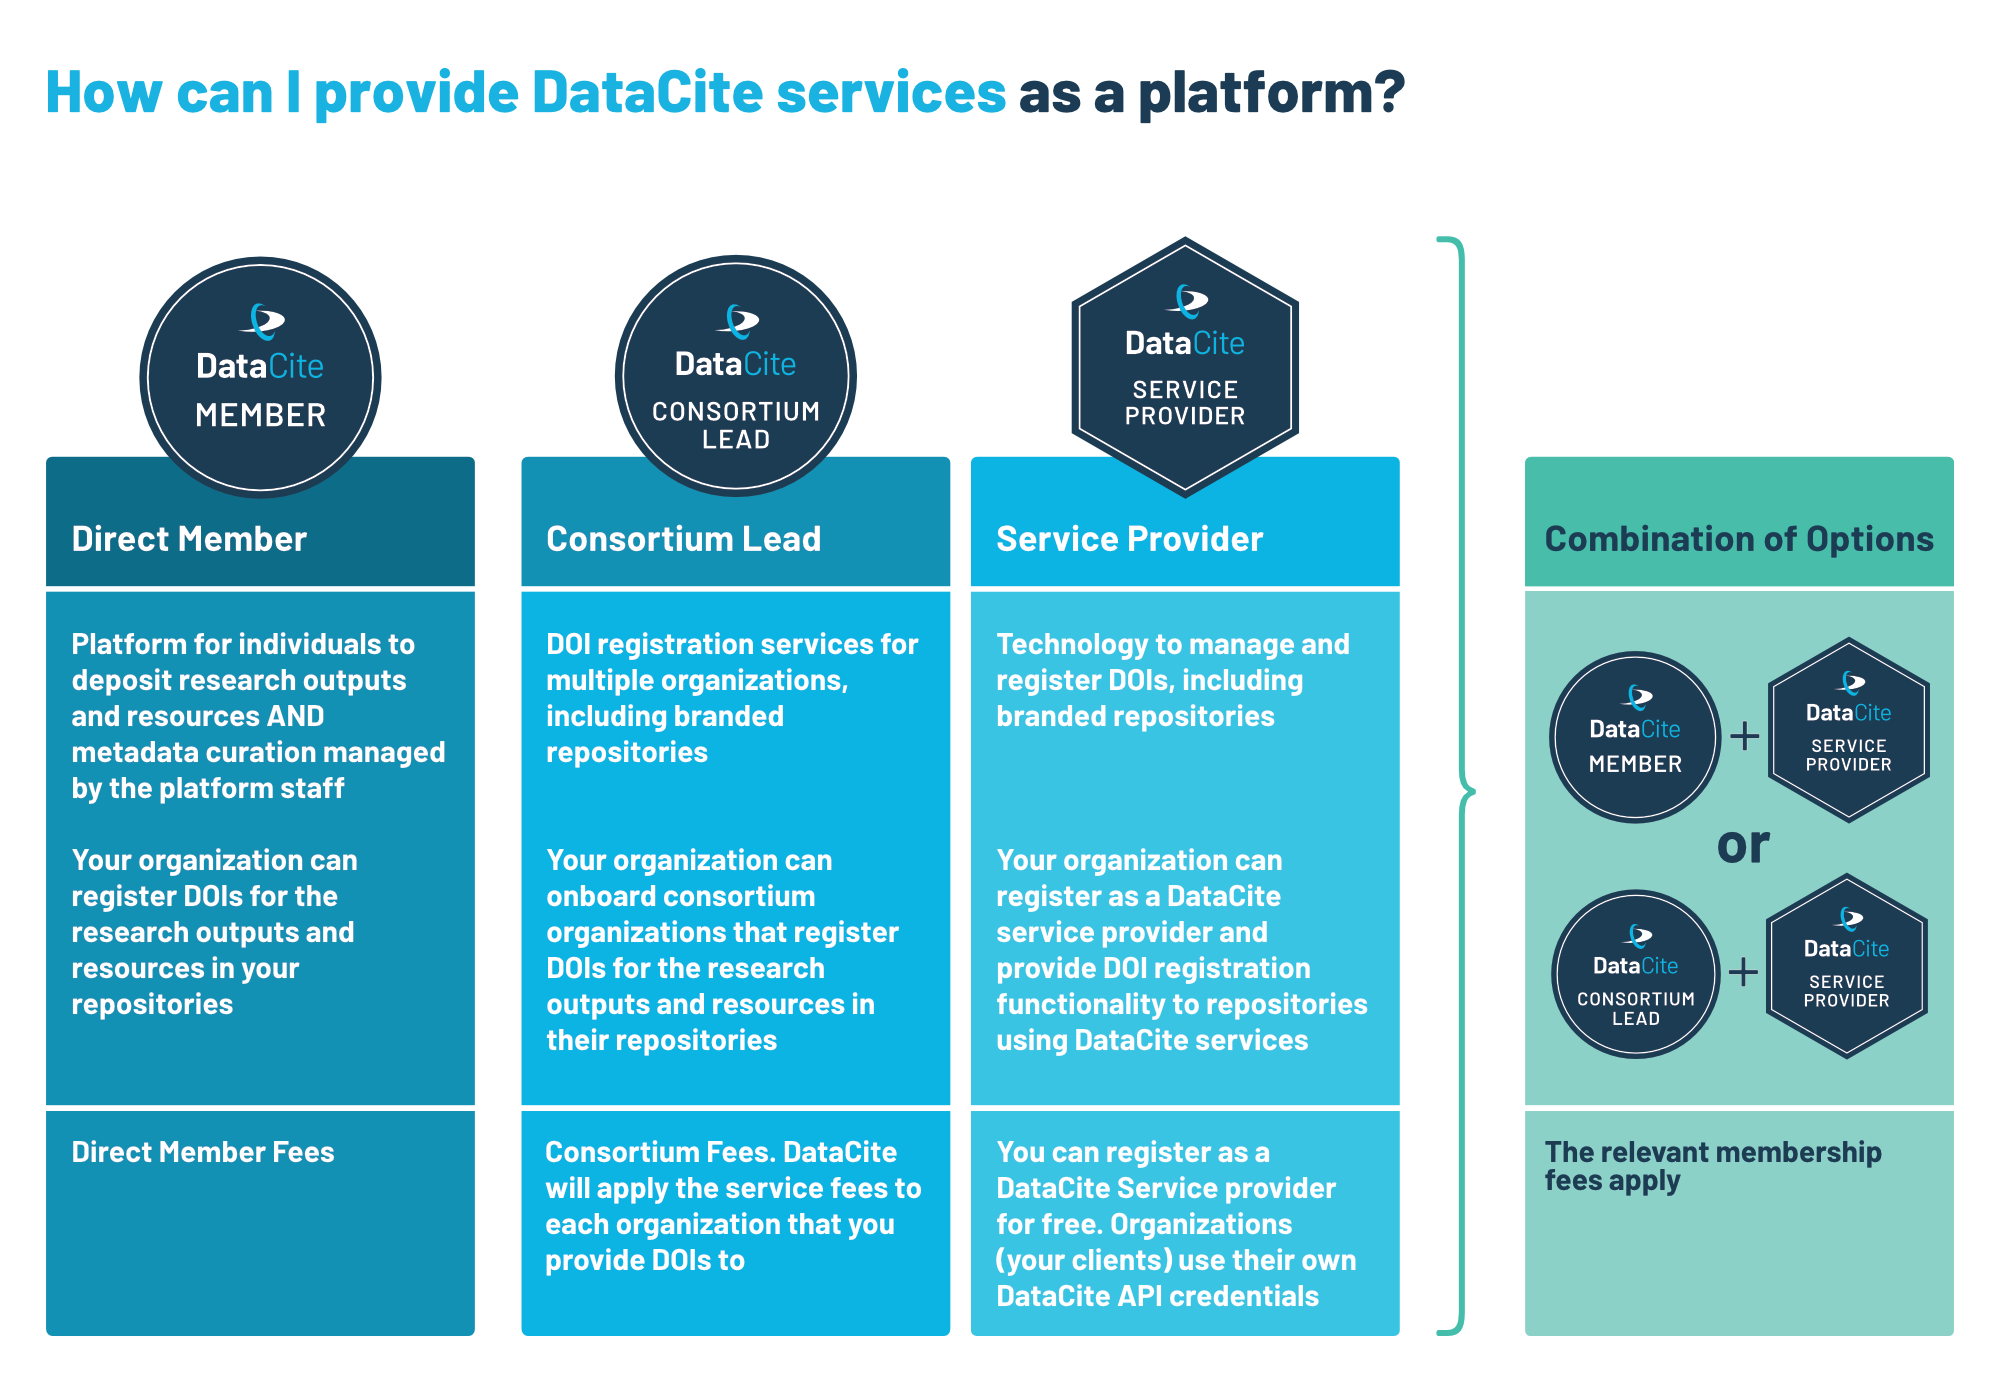 How can I provide DataCite services as a platform?
DataCite
MEMBER
Direct Member
Platform for individuals to
deposit research outputs
and resources AND
metadata curation managed
by the platform staff
Your organization can
register DOIs for the
research outputs and
resources in your
repositories
Direct Member Fees
DataCite
CONSORTIUM
LEAD
Consortium Lead
DOI registration services for
multiple organizations,
including branded
repositories
Your organization can
onboard consortium
organizations that register
DOIs for the research
outputs and resources in
their repositories
Consortium Fees. DataCite
will apply the service fees to
each organization that you
provide DOIs to
DataCite
SERVICE
PROVIDER
Service Provider
Technology to manage and
register DOIs, including
branded repositories
Your organization can
register as a DataCite
service provider and
provide DOI registration
functionality to repositories
using DataCite services
You can register as a
DataCite Service provider
for free. Organizations
(your clients) use their own
DataCite API credentials
Combination of Options
DataCite
MEMBER
+
DataCite
SERVICE
PROVIDER
or
DataCite
CONSORTIUM
LEAD
+
DataCite
SERVICE
PROVIDER
The relevant membership
fees apply